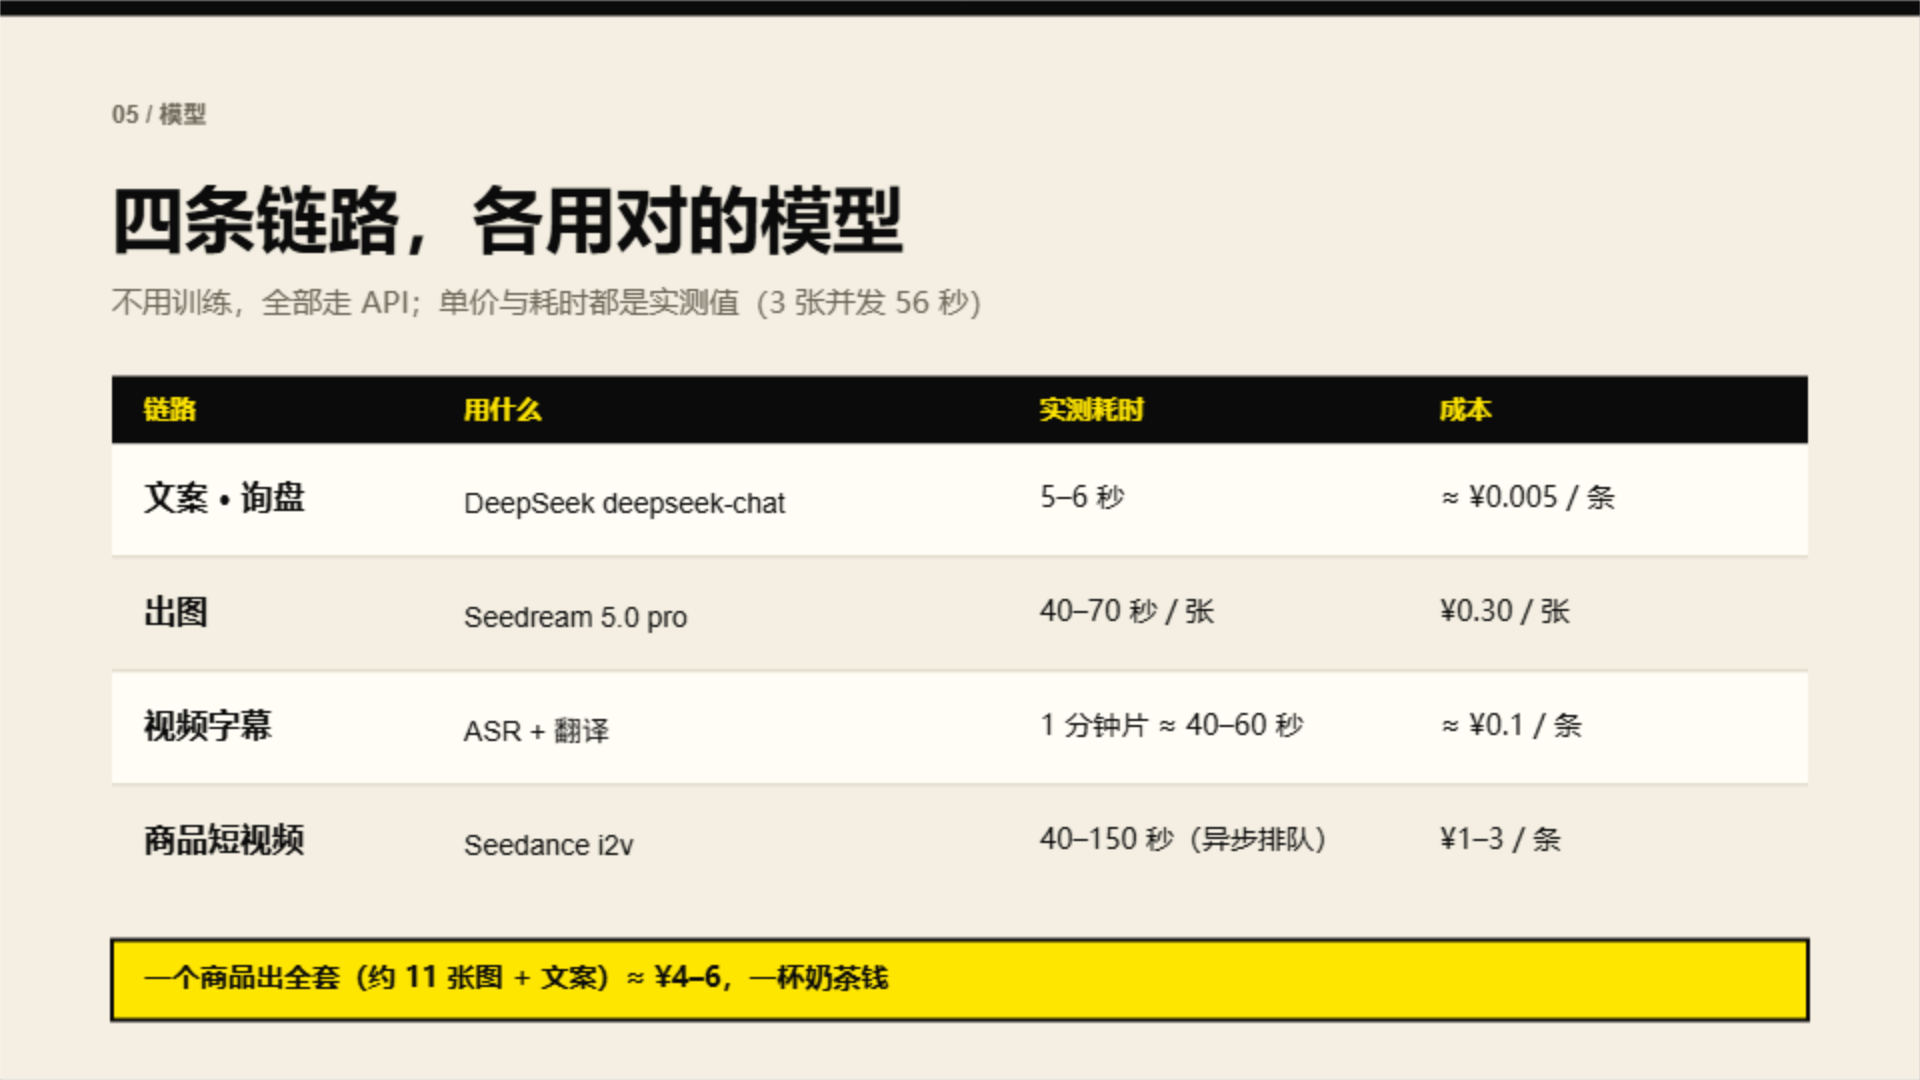 05 / 模型
四条链路，各用对的模型
不用训练，全部走 API；单价与耗时都是实测值（3 张并发 56 秒）
链路 用什么 实测耗时 成本
文案 • 询盘 DeepSeek deepseek-chat 5–6 秒 ≈ ¥0.005 / 条
出图 Seedream 5.0 pro 40–70 秒 / 张 ¥0.30 / 张
视频字幕 ASR + 翻译 1 分钟片 ≈ 40–60 秒 ≈ ¥0.1 / 条
商品短视频 Seedance i2v 40–150 秒（异步排队） ¥1–3 / 条
一个商品出全套（约 11 张图 + 文案）≈ ¥4–6，一杯奶茶钱